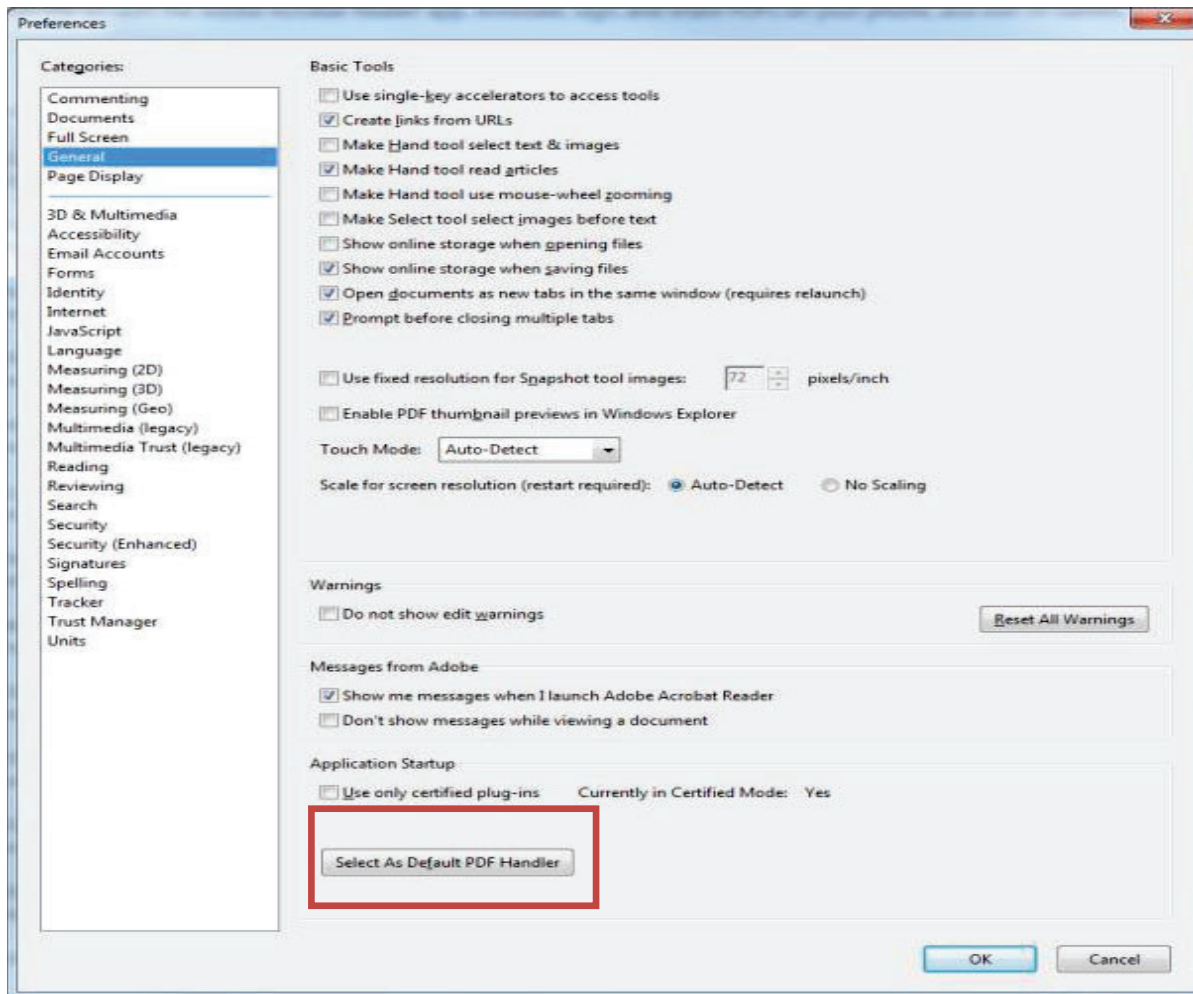 Preferences
Categories:
Commenting
Documents
Full Screen
General
Page Display
3D & Multimedia
Accessibility
Email Accounts
Forms
Identity
Internet
JavaScript
Language
Measuring (2D)
Measuring (3D)
Measuring (Geo)
Multimedia (legacy)
Multimedia Trust (legacy)
Reading
Reviewing
Search
Security
Security (Enhanced)
Signatures
Spelling
Tracker
Trust Manager
Units
Basic Tools
Use single-key accelerators to access tools
Create links from URLs
Make Hand tool select text & images
Make Hand tool read articles
Make Hand tool use mouse-wheel zooming
Make Select tool select images before text
Show online storage when opening files
Show online storage when saving files
Open documents as new tabs in the same window (requires relaunch)
Prompt before closing multiple tabs
Use fixed resolution for Snapshot tool images: 72 pixels/inch
Enable PDF thumbnail previews in Windows Explorer
Touch Mode: Auto-Detect
Scale for screen resolution (restart required): Auto-Detect No Scaling
Warnings
Do not show edit warnings Reset All Warnings
Messages from Adobe
Show me messages when I launch Adobe Acrobat Reader
Don't show messages while viewing a document
Application Startup
Use only certified plug-ins Currently in Certified Mode: Yes
Select As Default PDF Handler
OK Cancel